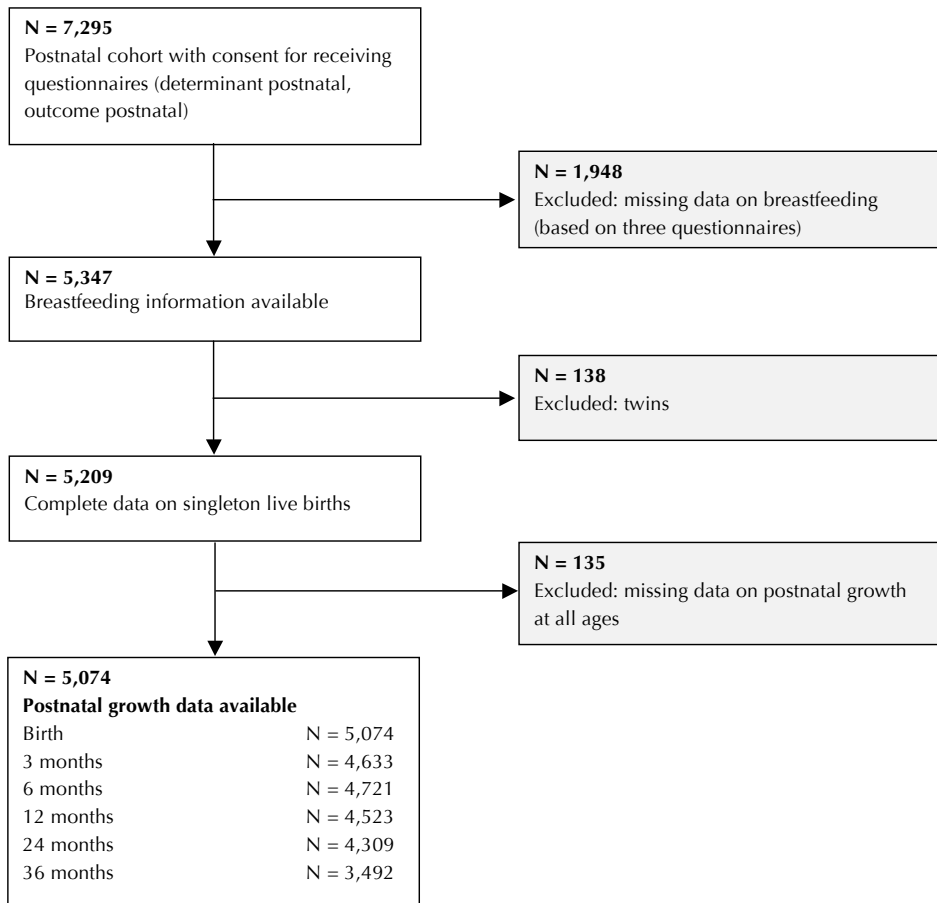 N = 7,295
Postnatal cohort with consent for receiving
questionnaires (determinant postnatal,
outcome postnatal)
N = 1,948
Excluded: missing data on breastfeeding
(based on three questionnaires)
N = 5,347
Breastfeeding information available
N = 138
Excluded: twins
N = 5,209
Complete data on singleton live births
N = 135
Excluded: missing data on postnatal growth
at all ages
N = 5,074
Postnatal growth data available
Birth N = 5,074
3 months N = 4,633
6 months N = 4,721
12 months N = 4,523
24 months N = 4,309
36 months N = 3,492